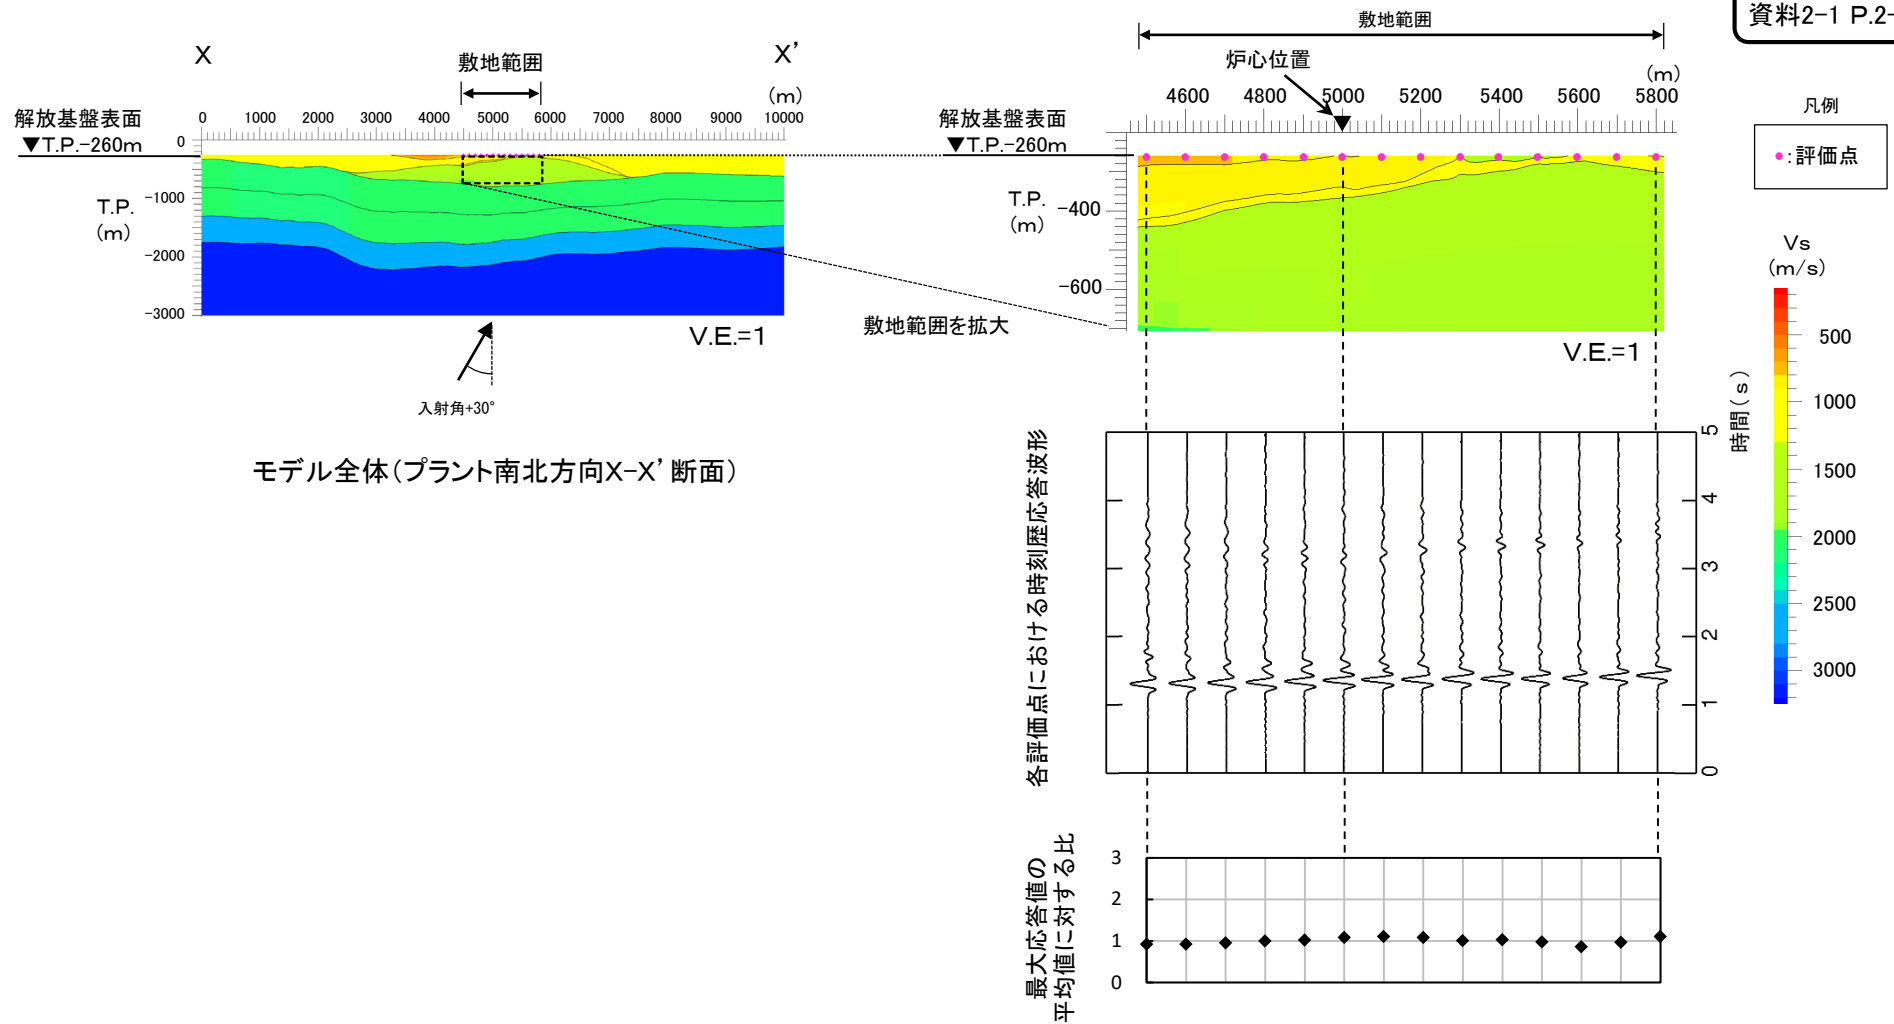 資料2-1 P.2-
X
X’
敷地範囲
(m)
0 1000 2000 3000 4000 5000 6000 7000 8000 9000 10000
解放基盤表面
▼T.P.-260m
0
-1000
-2000
-3000
T.P.
(m)
V.E.=1
入射角+30°
モデル全体(プラント南北方向X-X’断面)
敷地範囲を拡大
敷地範囲
炉心位置
(m)
4600 4800 5000 5200 5400 5600 5800
解放基盤表面
▼T.P.-260m
T.P.
(m)
-400
-600
V.E.=1
凡例
●:評価点
Vs
(m/s)
500
1000
1500
2000
2500
3000
各評価点における時刻歴応答波形
時間(s)
5
4
3
2
1
0
最大応答値の
平均値に対する比
3
2
1
0